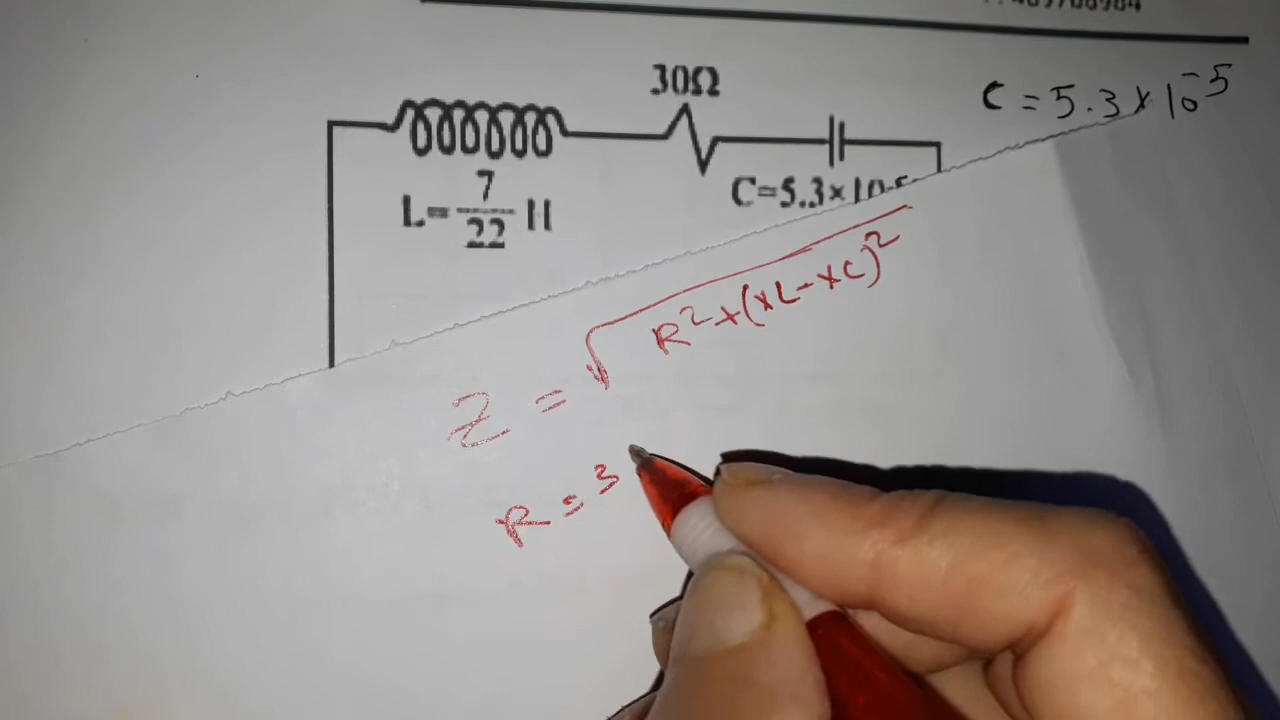 30Ω
C = 5.3 × 10⁻⁵
L=7/22 H
C=5.3×10
Z = √R² + (XL - XC)²
R = 3